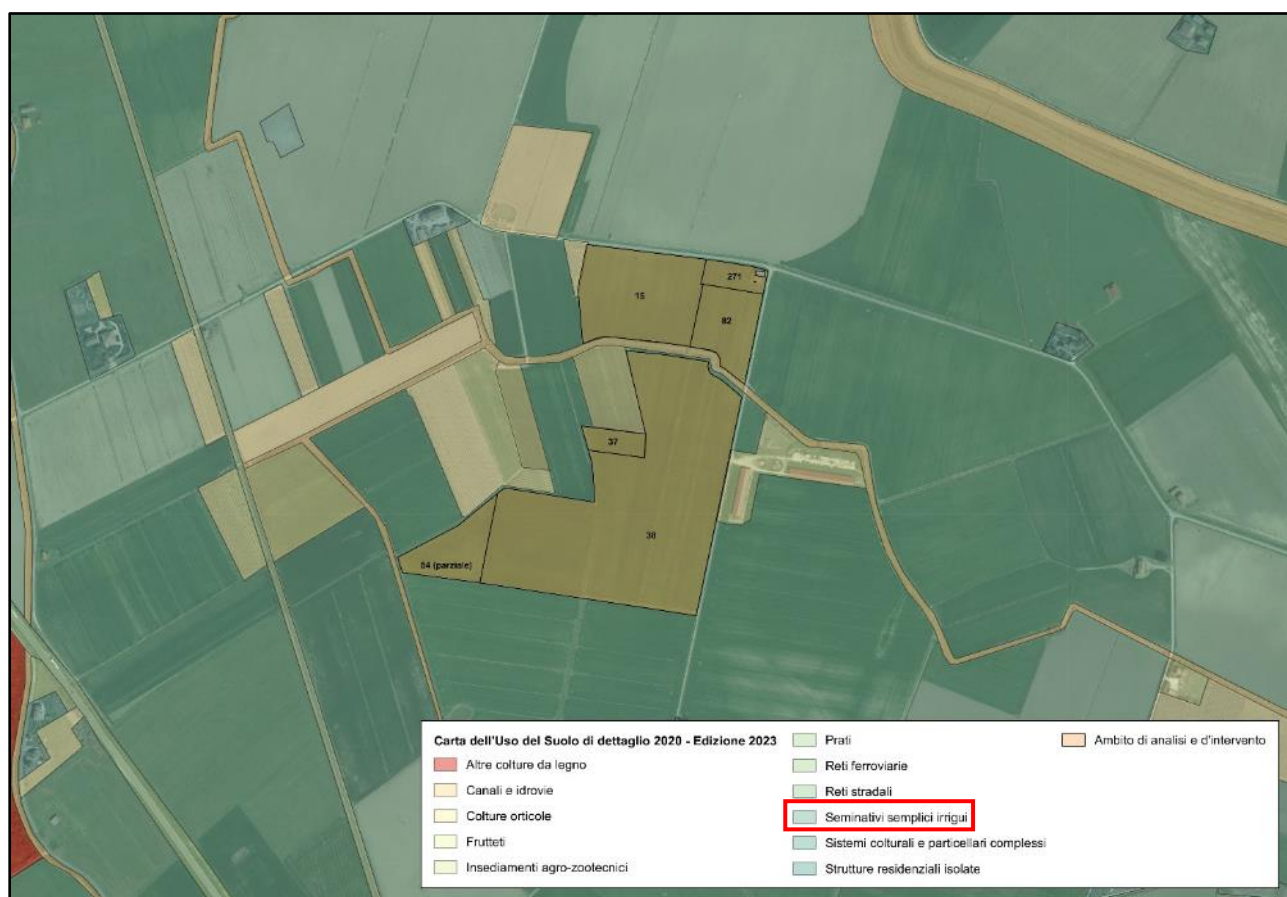 271
15
82
37
38
84 (parziale)
Carta dell'Uso del Suolo di dettaglio 2020 - Edizione 2023
Altre colture da legno
Canali e idrovie
Colture orticole
Frutteti
Insediamenti agro-zootecnici
Prati
Reti ferroviarie
Reti stradali
Seminativi semplici irrigui
Sistemi colturali e particellari complessi
Strutture residenziali isolate
Ambito di analisi e d'intervento